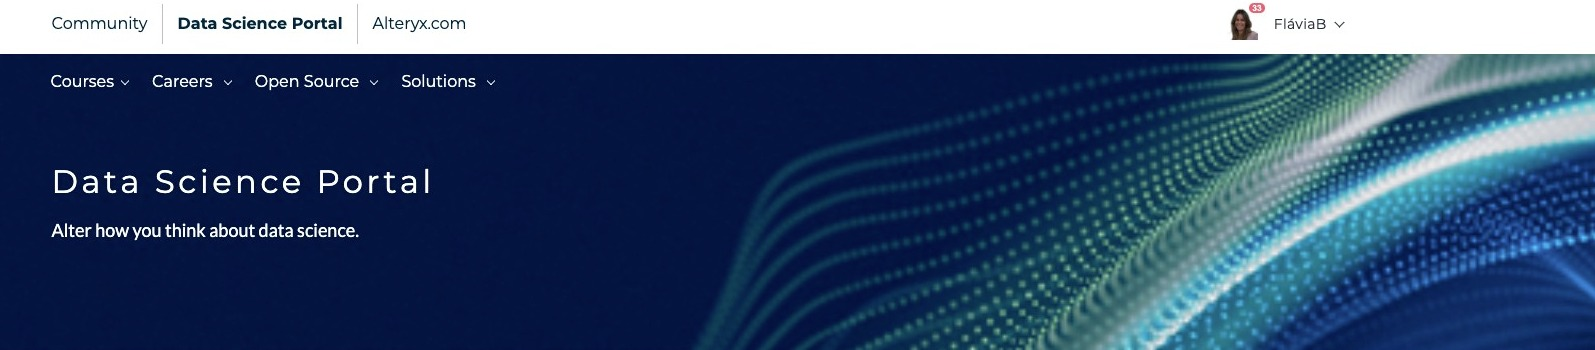 Community Data Science Portal Alteryx.com 33 FláviaB
Courses Careers Open Source Solutions
Data Science Portal
Alter how you think about data science.